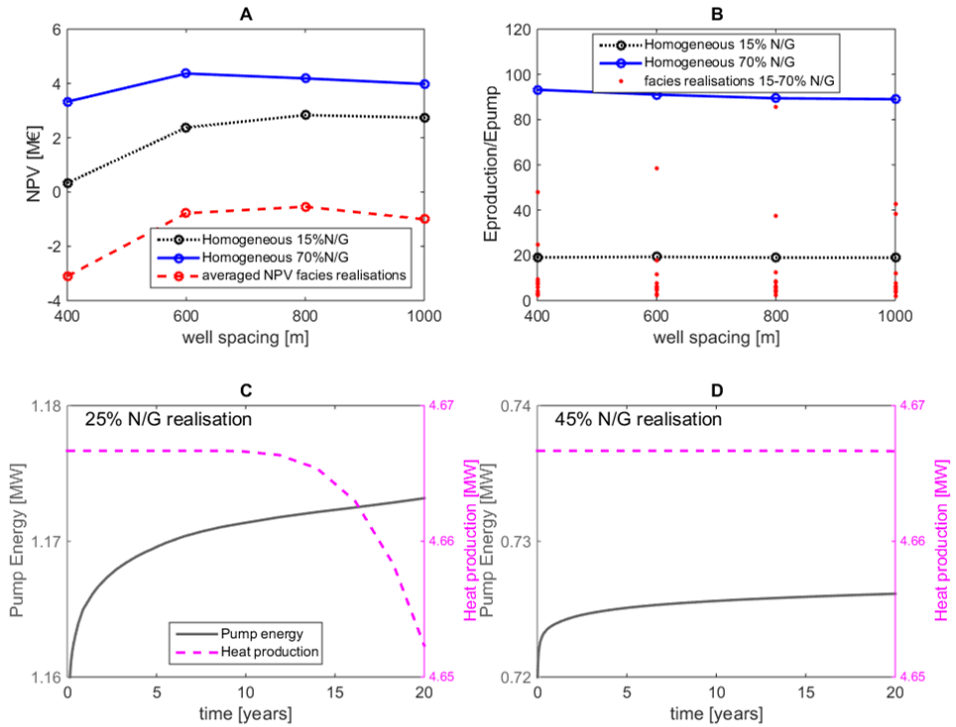 A
6
4
2
0
-2
-4
NPV [M€]
Homogeneous 15%N/G
Homogeneous 70%N/G
averaged NPV facies realisations
400
600
800
1000
well spacing [m]
B
120
100
80
60
40
20
0
Eproduction/Epump
Homogeneous 15% N/G
Homogeneous 70% N/G
facies realisations 15-70% N/G
400
600
800
1000
well spacing [m]
C
25% N/G realisation
1.18
1.17
1.16
Pump Energy [MW]
4.67
4.66
4.65
Heat production [MW]
Pump energy
Heat production
0
5
10
15
20
time [years]
D
45% N/G realisation
0.74
0.73
0.72
Pump Energy [MW]
4.67
4.66
4.65
Heat production [MW]
0
5
10
15
20
time [years]